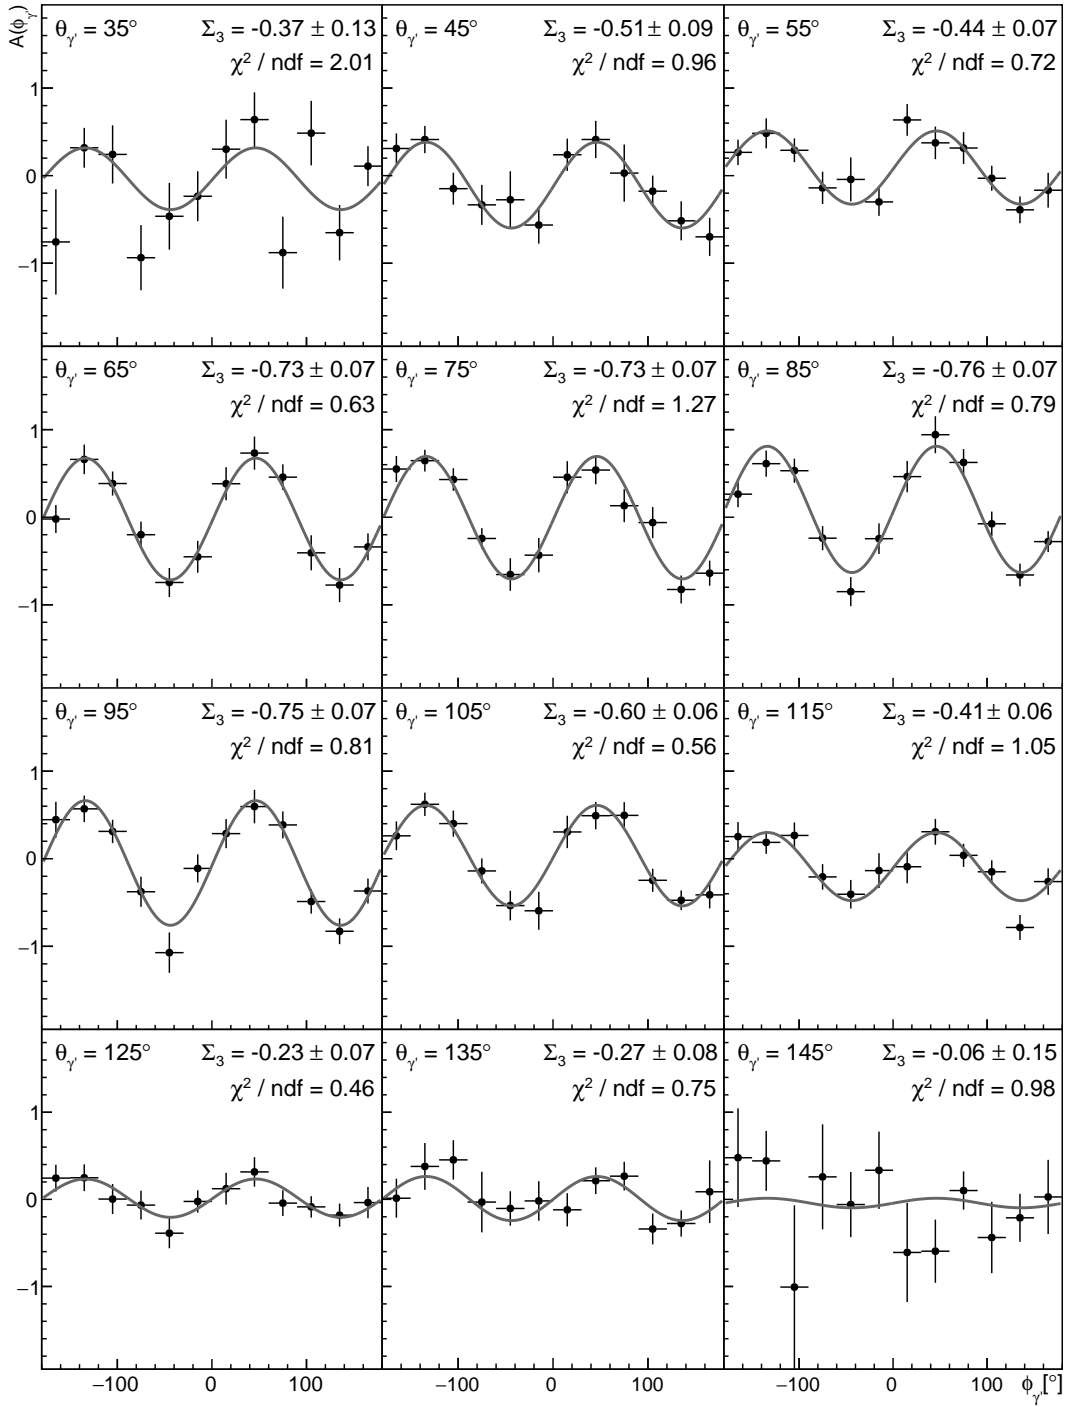 A(ϕγ')
θγ' = 35° Σ3 = -0.37 ± 0.13
χ² / ndf = 2.01
θγ' = 45° Σ3 = -0.51± 0.09
χ² / ndf = 0.96
θγ' = 55° Σ3 = -0.44 ± 0.07
χ² / ndf = 0.72
1
0
−1
θγ' = 65° Σ3 = -0.73 ± 0.07
χ² / ndf = 0.63
θγ' = 75° Σ3 = -0.73 ± 0.07
χ² / ndf = 1.27
θγ' = 85° Σ3 = -0.76 ± 0.07
χ² / ndf = 0.79
1
0
−1
θγ' = 95° Σ3 = -0.75 ± 0.07
χ² / ndf = 0.81
θγ' = 105° Σ3 = -0.60 ± 0.06
χ² / ndf = 0.56
θγ' = 115° Σ3 = -0.41± 0.06
χ² / ndf = 1.05
1
0
−1
θγ' = 125° Σ3 = -0.23 ± 0.07
χ² / ndf = 0.46
θγ' = 135° Σ3 = -0.27 ± 0.08
χ² / ndf = 0.75
θγ' = 145° Σ3 = -0.06 ± 0.15
χ² / ndf = 0.98
1
0
−1
−100 0 100
−100 0 100
−100 0 100 ϕγ'[°]